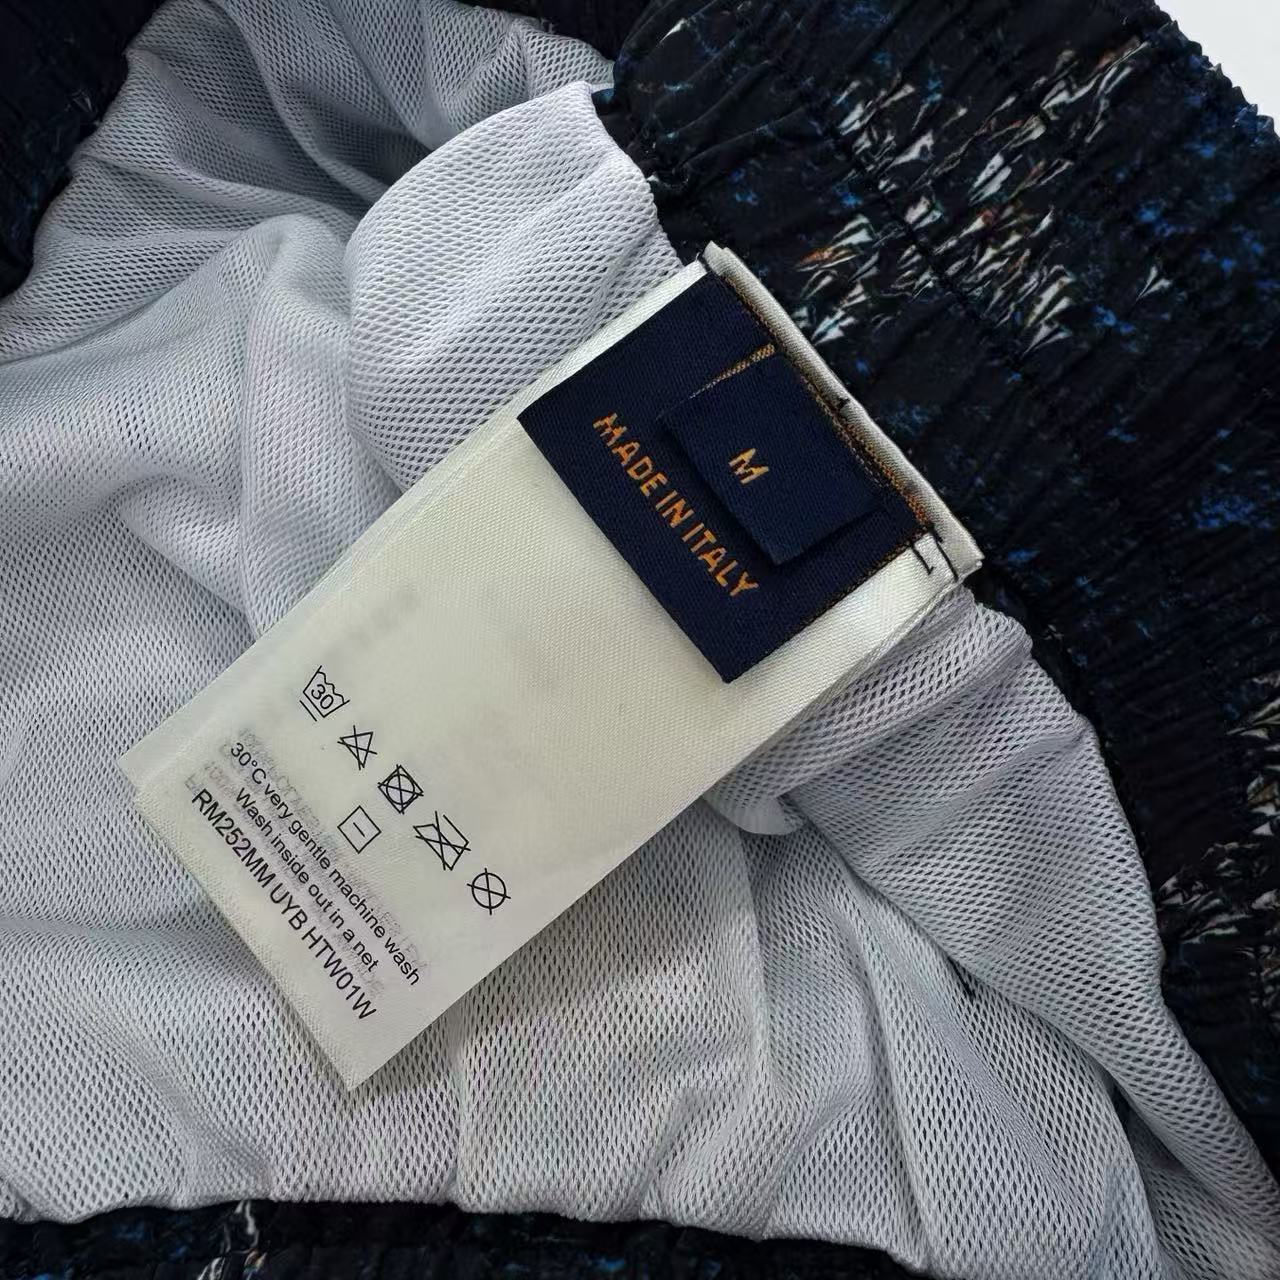 M
MADE IN ITALY
30
30°C very gentle machine wash
Wash inside out in a net
RM252MM UYB HTW01W